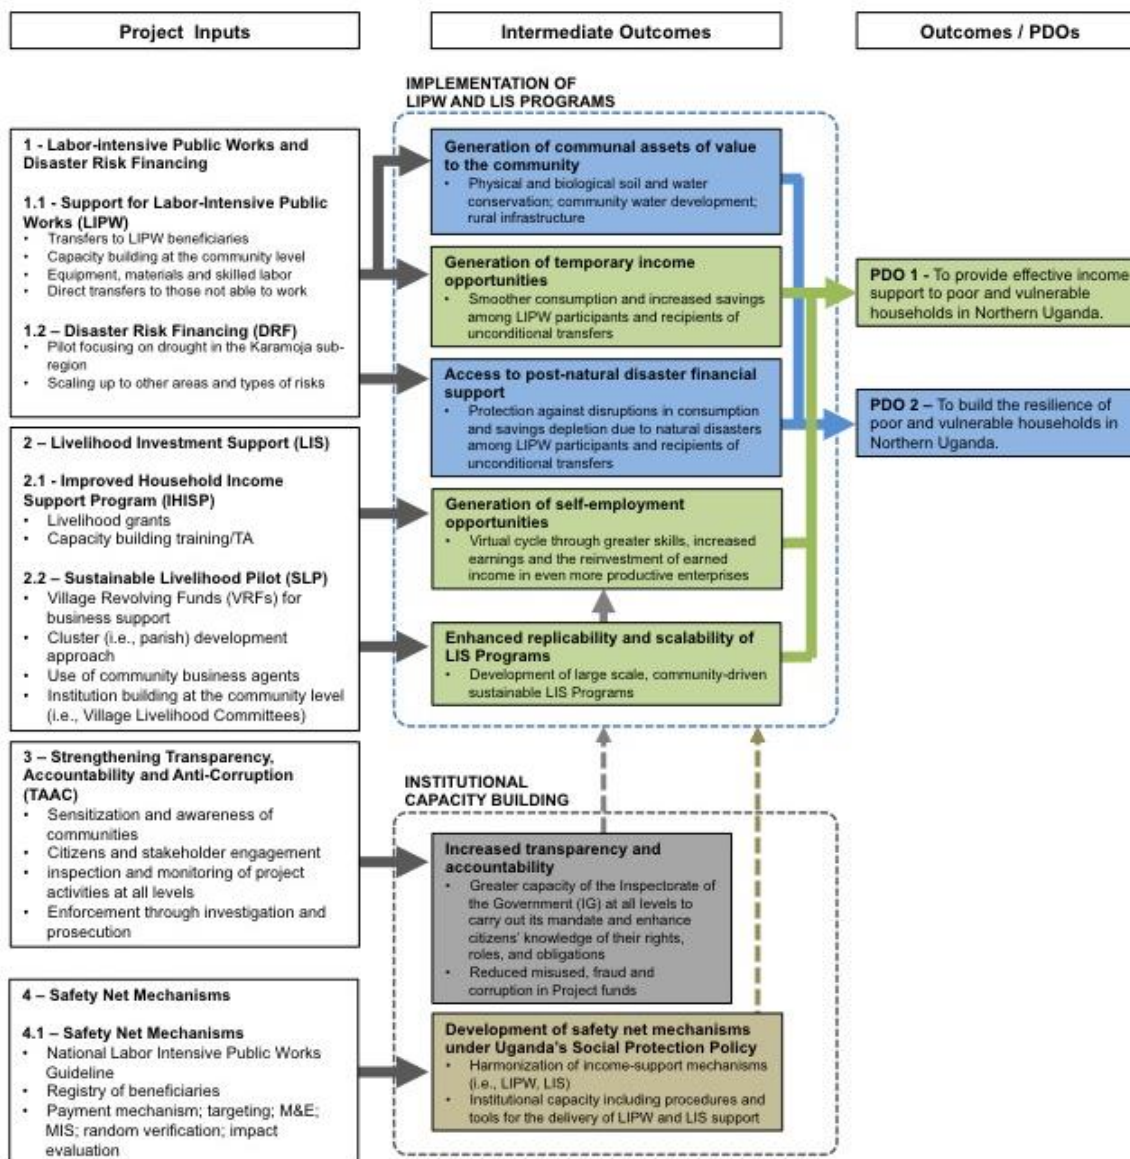 Project Inputs
Intermediate Outcomes
Outcomes / PDOs
IMPLEMENTATION OF
LIPW AND LIS PROGRAMS
1 - Labor-intensive Public Works and
Disaster Risk Financing
1.1 - Support for Labor-Intensive Public
Works (LIPW)
• Transfers to LIPW beneficiaries
• Capacity building at the community level
• Equipment, materials and skilled labor
• Direct transfers to those not able to work
1.2 – Disaster Risk Financing (DRF)
• Pilot focusing on drought in the Karamoja sub-
region
• Scaling up to other areas and types of risks
2 – Livelihood Investment Support (LIS)
2.1 - Improved Household Income
Support Program (IHISP)
• Livelihood grants
• Capacity building training/TA
2.2 – Sustainable Livelihood Pilot (SLP)
• Village Revolving Funds (VRFs) for
business support
• Cluster (i.e., parish) development
approach
• Use of community business agents
• Institution building at the community level
(i.e., Village Livelihood Committees)
3 – Strengthening Transparency,
Accountability and Anti-Corruption
(TAAC)
• Sensitization and awareness of
communities
• Citizens and stakeholder engagement
• inspection and monitoring of project
activities at all levels
• Enforcement through investigation and
prosecution
4 – Safety Net Mechanisms
4.1 – Safety Net Mechanisms
• National Labor Intensive Public Works
Guideline
• Registry of beneficiaries
• Payment mechanism; targeting; M&E;
MIS; random verification; impact
evaluation
Generation of communal assets of value
to the community
• Physical and biological soil and water
conservation; community water development;
rural infrastructure
Generation of temporary income
opportunities
• Smoother consumption and increased savings
among LIPW participants and recipients of
unconditional transfers
Access to post-natural disaster financial
support
• Protection against disruptions in consumption
and savings depletion due to natural disasters
among LIPW participants and recipients of
unconditional transfers
Generation of self-employment
opportunities
• Virtual cycle through greater skills, increased
earnings and the reinvestment of earned
income in even more productive enterprises
Enhanced replicability and scalability of
LIS Programs
• Development of large scale, community-driven
sustainable LIS Programs
INSTITUTIONAL
CAPACITY BUILDING
Increased transparency and
accountability
• Greater capacity of the Inspectorate of
the Government (IG) at all levels to
carry out its mandate and enhance
citizens' knowledge of their rights,
roles, and obligations
• Reduced misused, fraud and
corruption in Project funds
Development of safety net mechanisms
under Uganda's Social Protection Policy
• Harmonization of income-support mechanisms
(i.e., LIPW, LIS)
• Institutional capacity including procedures and
tools for the delivery of LIPW and LIS support
PDO 1 - To provide effective income
support to poor and vulnerable
households in Northern Uganda.
PDO 2 – To build the resilience of
poor and vulnerable households in
Northern Uganda.